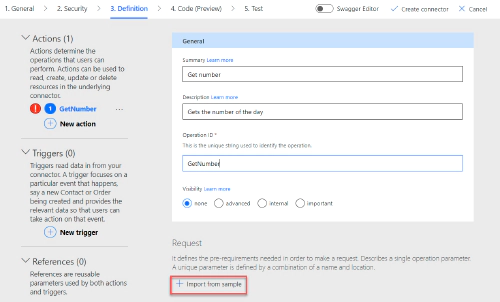 1. General > 2. Security > 3. Definition > 4. Code (Preview) > 5. Test Swagger Editor Create connector Cancel
Actions (1)
Actions determine the
operations that users can
perform. Actions can be used to
read, create, update or delete
resources in the underlying
connector.
! 1 GetNumber ...
New action
Triggers (0)
Triggers read data in from your
connector. A trigger focuses on a
particular event that happens,
say a new Contact or Order
being created and provides the
relevant data so that users can
take action on that event.
New trigger
References (0)
References are reusable
parameters used by both actions
and triggers.
General
Summary Learn more
Get number
Description Learn more
Gets the number of the day
Operation ID *
This is the unique string used to identify the operation.
GetNumber
Visibility Learn more
none advanced internal important
Request
It defines the pre-requirements needed in order to make a request. Describes a single operation parameter.
A unique parameter is defined by a combination of a name and location.
+ Import from sample